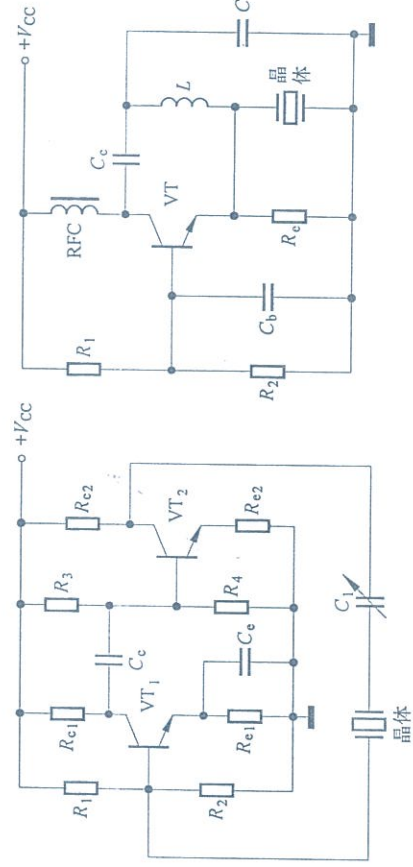 +VCC
R1
Rc1
R3
Rc2
Cc
VT1
VT2
R2
Re1
Ce
R4
Re2
C1
晶体
+VCC
R1
RFC
Cc
VT
L
C
R2
Cb
Re
晶体